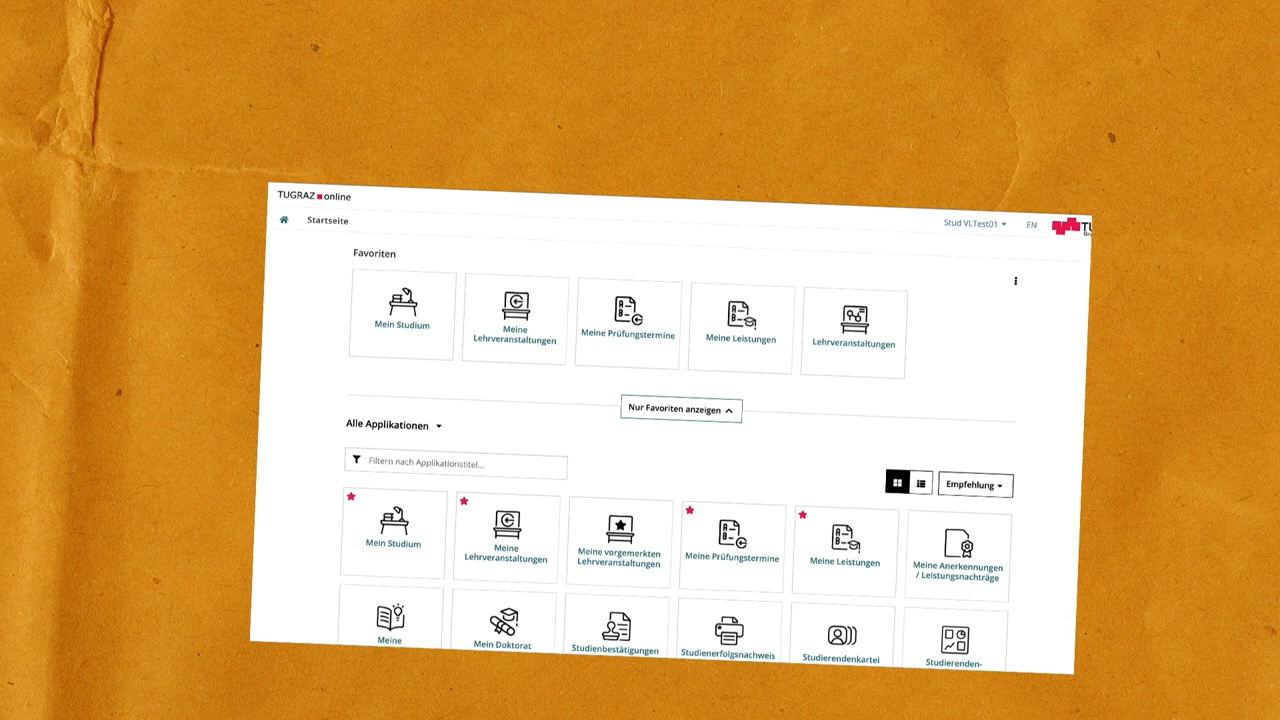 TUGRAZ online
Startseite
Stud VLTest01
EN
TU
Favoriten
Mein Studium
Meine
Lehrveranstaltungen
Meine Prüfungstermine
Meine Leistungen
Lehrveranstaltungen
Nur Favoriten anzeigen
Alle Applikationen
Filtern nach Applikationstitel...
Empfehlung
Mein Studium
Meine
Lehrveranstaltungen
Meine vorgemerkten
Lehrveranstaltungen
Meine Prüfungstermine
Meine Leistungen
Meine Anerkennungen
/ Leistungsnachträge
Meine
Mein Doktorat
Studienbestätigungen
Studienerfolgsnachweis
Studierendenkartei
Studierenden-